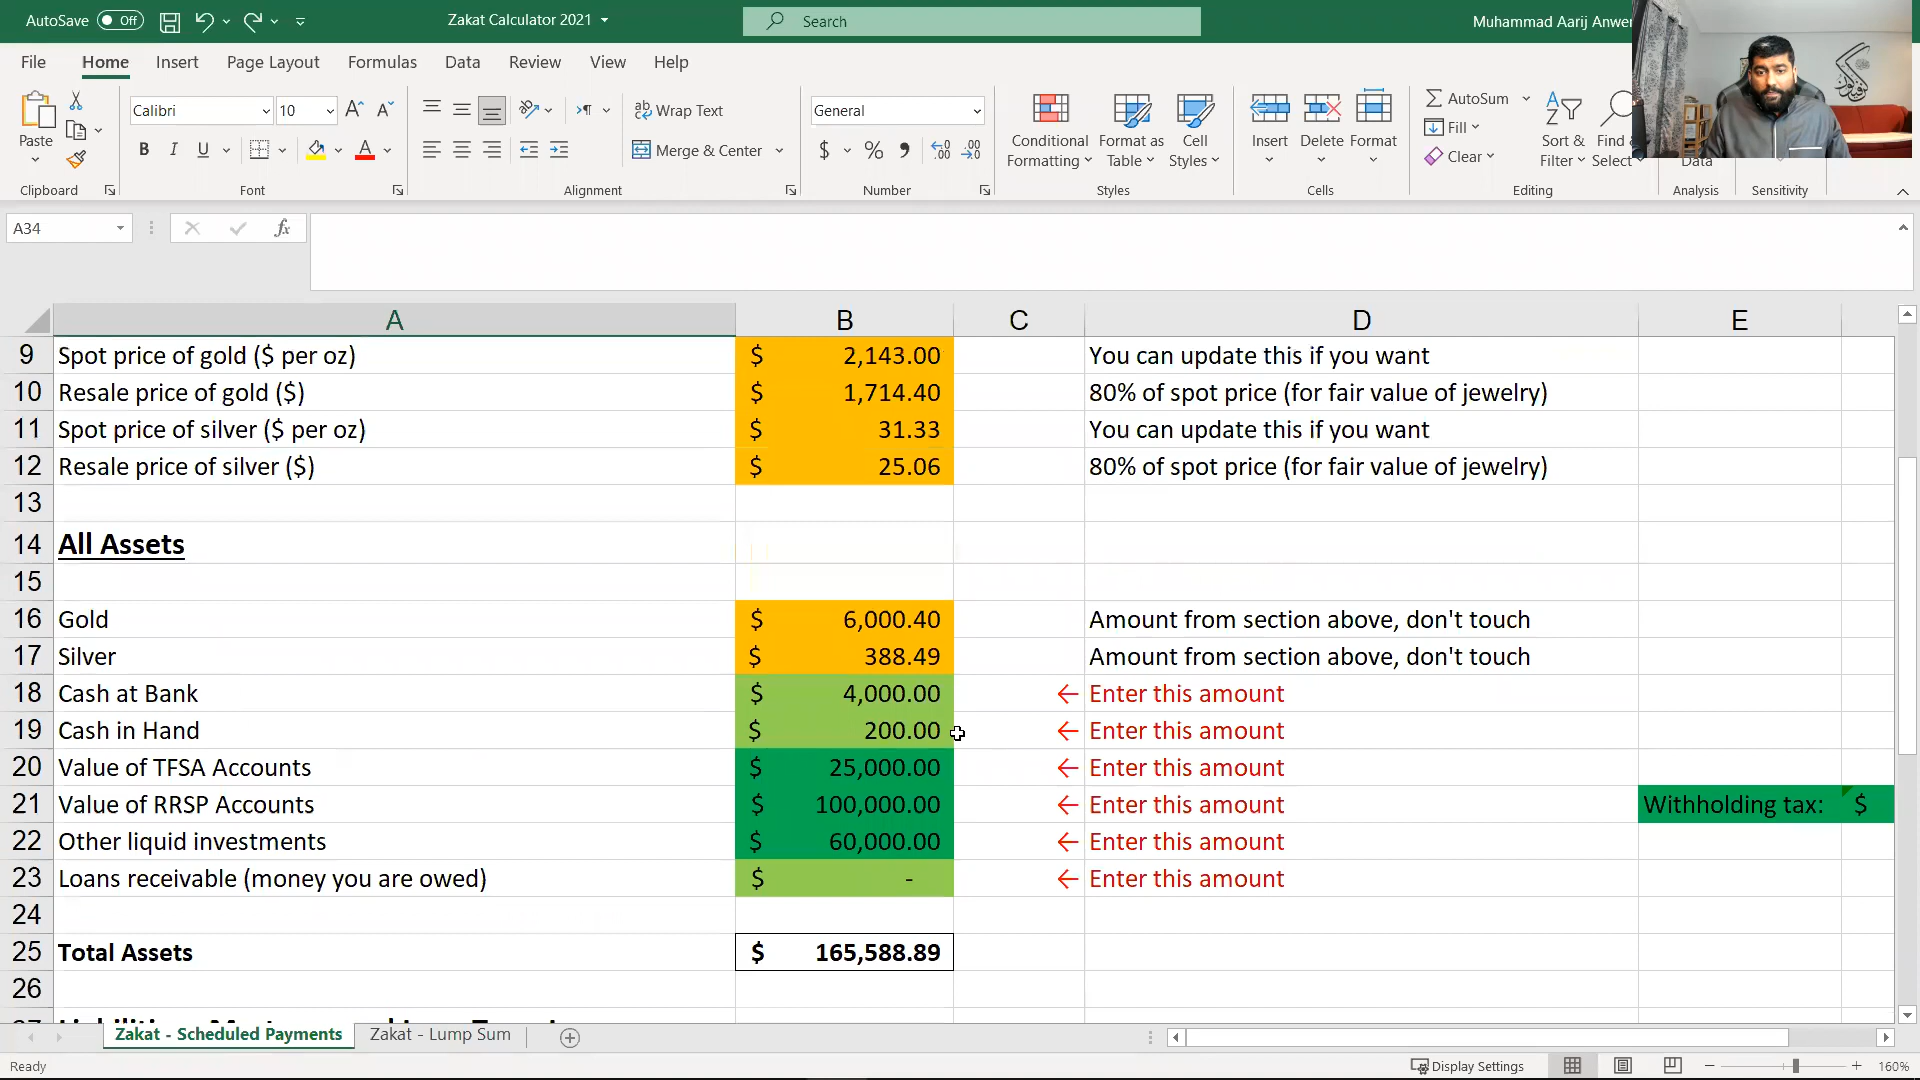 AutoSave Off Zakat Calculator 2021 Search Muhammad Aarij Anwer
File Home Insert Page Layout Formulas Data Review View Help
Paste
Calibri 10
B I U
Wrap Text
Merge & Center
General
$ %
Conditional Formatting
Format as Table
Cell Styles
Insert Delete Format
AutoSum
Fill
Clear
Sort & Filter
Find & Select
Data
Clipboard Font Alignment Number Styles Cells Editing Analysis Sensitivity
A34 fx
A B C D E
9 Spot price of gold ($ per oz) $ 2,143.00 You can update this if you want
10 Resale price of gold ($) $ 1,714.40 80% of spot price (for fair value of jewelry)
11 Spot price of silver ($ per oz) $ 31.33 You can update this if you want
12 Resale price of silver ($) $ 25.06 80% of spot price (for fair value of jewelry)
13
14 All Assets
15
16 Gold $ 6,000.40 Amount from section above, don't touch
17 Silver $ 388.49 Amount from section above, don't touch
18 Cash at Bank $ 4,000.00 ← Enter this amount
19 Cash in Hand $ 200.00 ← Enter this amount
20 Value of TFSA Accounts $ 25,000.00 ← Enter this amount
21 Value of RRSP Accounts $ 100,000.00 ← Enter this amount Withholding tax: $
22 Other liquid investments $ 60,000.00 ← Enter this amount
23 Loans receivable (money you are owed) $ - ← Enter this amount
24
25 Total Assets $ 165,588.89
26
Zakat - Scheduled Payments Zakat - Lump Sum
Ready Display Settings 160%